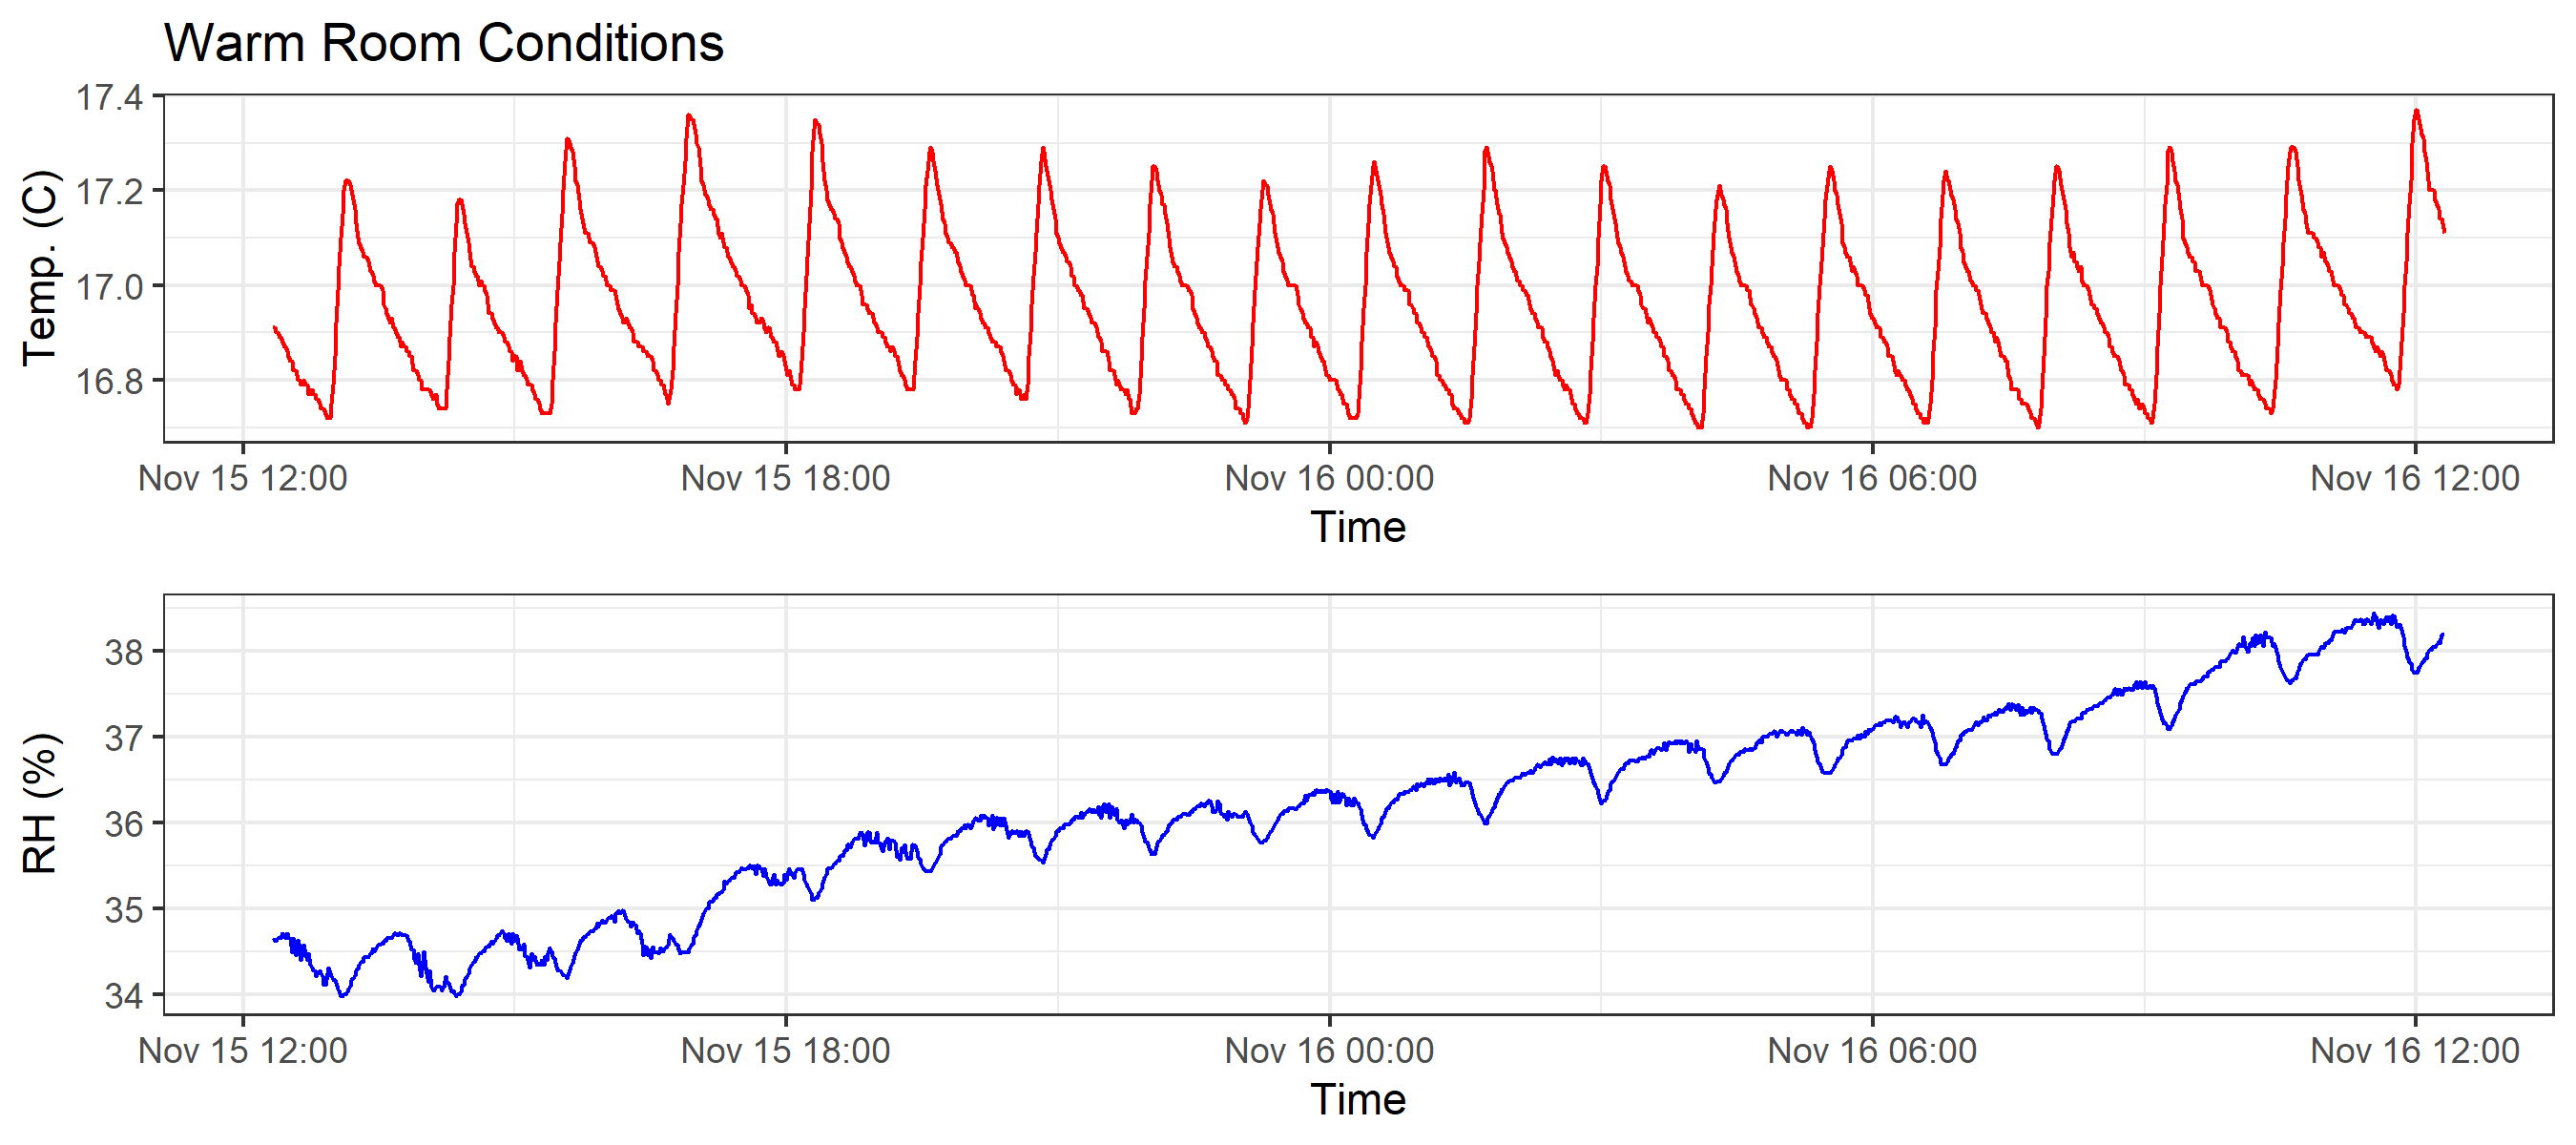 Warm Room Conditions
Temp. (C)
17.4
17.2
17.0
16.8
Nov 15 12:00 Nov 15 18:00 Nov 16 00:00 Nov 16 06:00 Nov 16 12:00
Time
RH (%)
38
37
36
35
34
Nov 15 12:00 Nov 15 18:00 Nov 16 00:00 Nov 16 06:00 Nov 16 12:00
Time